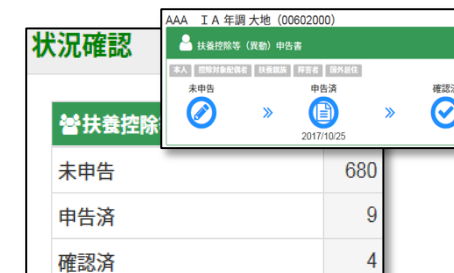 AAA ＩＡ 年調 大地（00602000）
扶養控除等（異動）申告書
本人 控除対象配偶者 扶養親族 障害者 国外居住
未申告 申告済 確認済
2017/10/25
状況確認
扶養控除
未申告 680
申告済 9
確認済 4